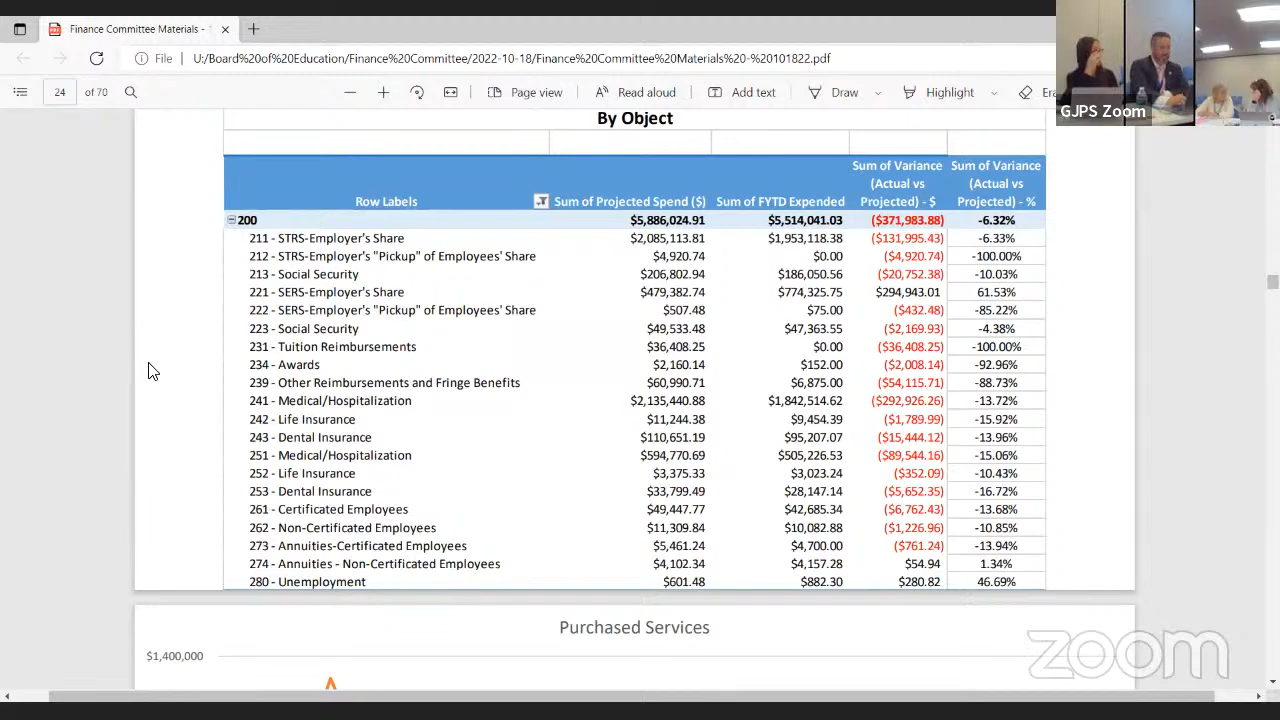 Finance Committee Materials -
File U:/Board%20of%20Education/Finance%20Committee/2022-10-18/Finance%20Committee%20Materials%20-%20101822.pdf
24 of 70 Page view Read aloud Add text Draw Highlight
GJPS Zoom
By Object
Row Labels Sum of Projected Spend ($) Sum of FYTD Expended Sum of Variance (Actual vs Projected) - $ Sum of Variance (Actual vs Projected) - %
200 $5,886,024.91 $5,514,041.03 ($371,983.88) -6.32%
211 - STRS-Employer's Share $2,085,113.81 $1,953,118.38 ($131,995.43) -6.33%
212 - STRS-Employer's "Pickup" of Employees' Share $4,920.74 $0.00 ($4,920.74) -100.00%
213 - Social Security $206,802.94 $186,050.56 ($20,752.38) -10.03%
221 - SERS-Employer's Share $479,382.74 $774,325.75 $294,943.01 61.53%
222 - SERS-Employer's "Pickup" of Employees' Share $507.48 $75.00 ($432.48) -85.22%
223 - Social Security $49,533.48 $47,363.55 ($2,169.93) -4.38%
231 - Tuition Reimbursements $36,408.25 $0.00 ($36,408.25) -100.00%
234 - Awards $2,160.14 $152.00 ($2,008.14) -92.96%
239 - Other Reimbursements and Fringe Benefits $60,990.71 $6,875.00 ($54,115.71) -88.73%
241 - Medical/Hospitalization $2,135,440.88 $1,842,514.62 ($292,926.26) -13.72%
242 - Life Insurance $11,244.38 $9,454.39 ($1,789.99) -15.92%
243 - Dental Insurance $110,651.19 $95,207.07 ($15,444.12) -13.96%
251 - Medical/Hospitalization $594,770.69 $505,226.53 ($89,544.16) -15.06%
252 - Life Insurance $3,375.33 $3,023.24 ($352.09) -10.43%
253 - Dental Insurance $33,799.49 $28,147.14 ($5,652.35) -16.72%
261 - Certificated Employees $49,447.77 $42,685.34 ($6,762.43) -13.68%
262 - Non-Certificated Employees $11,309.84 $10,082.88 ($1,226.96) -10.85%
273 - Annuities-Certificated Employees $5,461.24 $4,700.00 ($761.24) -13.94%
274 - Annuities - Non-Certificated Employees $4,102.34 $4,157.28 $54.94 1.34%
280 - Unemployment $601.48 $882.30 $280.82 46.69%
Purchased Services
$1,400,000
zoom